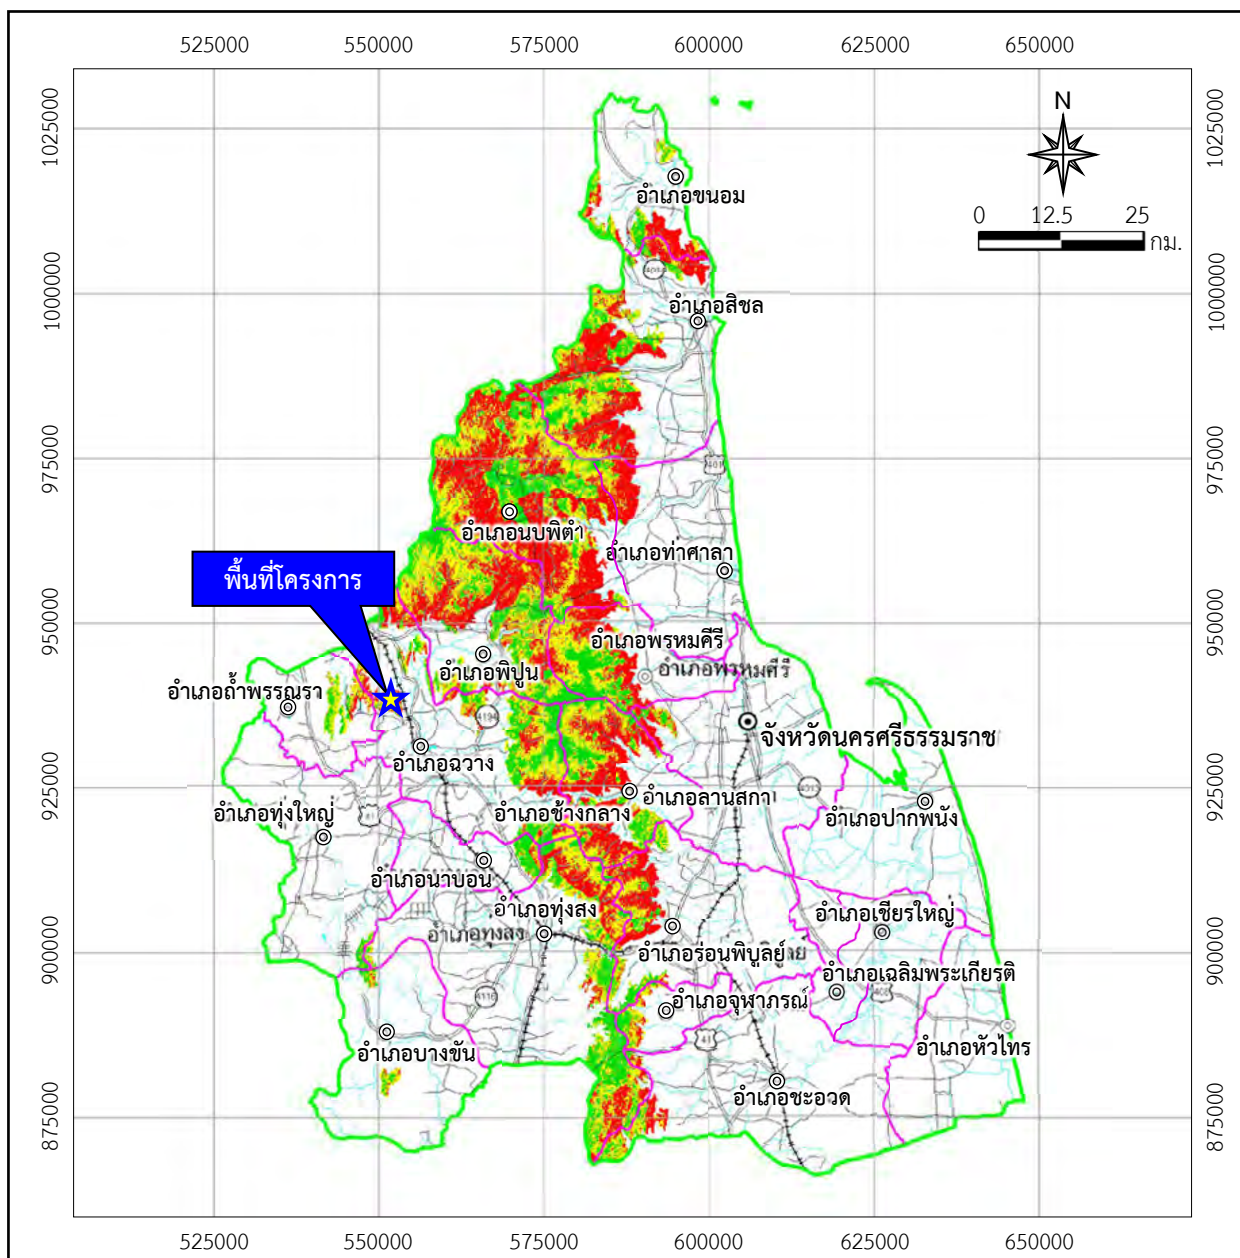 525000 550000 575000 600000 625000 650000
1025000
1025000
N
0 12.5 25
กม.
อำเภอขนอม
1000000
1000000
อำเภอสิชล
975000
975000
401
อำเภอนบพิตำ
อำเภอท่าศาลา
พื้นที่โครงการ
950000
950000
อำเภอพรหมคีรี
อำเภอพรหมคีรี
อำเภอพิปูน
อำเภอถ้ำพรรณรา
4194
จังหวัดนครศรีธรรมราช
อำเภอฉวาง
925000
925000
อำเภอลานสกา
อำเภอช้างกลาง
อำเภอปากพนัง
อำเภอทุ่งใหญ่
41
อำเภอนาบอน
อำเภอทุ่งสง
อำเภอทุ่งสง
อำเภอเชียรใหญ่
อำเภอร่อนพิบูลย์
900000
900000
อำเภอเฉลิมพระเกียรติ
อำเภอจุฬาภรณ์
41
อำเภอบางขัน
อำเภอหัวไทร
อำเภอชะอวด
875000
875000
525000 550000 575000 600000 625000 650000